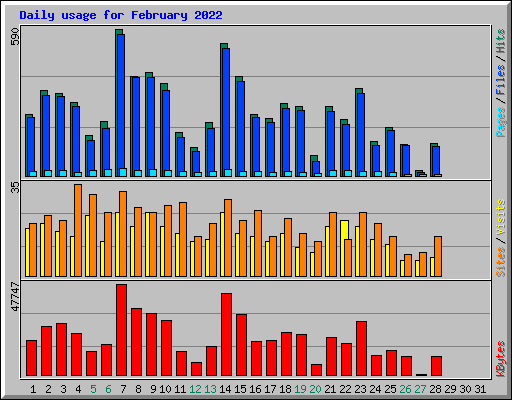 Daily usage for February 2022
590
Pages / Files / Hits
35
Sites / Visits
47747
KBytes
1 2 3 4 5 6 7 8 9 10 11 12 13 14 15 16 17 18 19 20 21 22 23 24 25 26 27 28 29 30 31